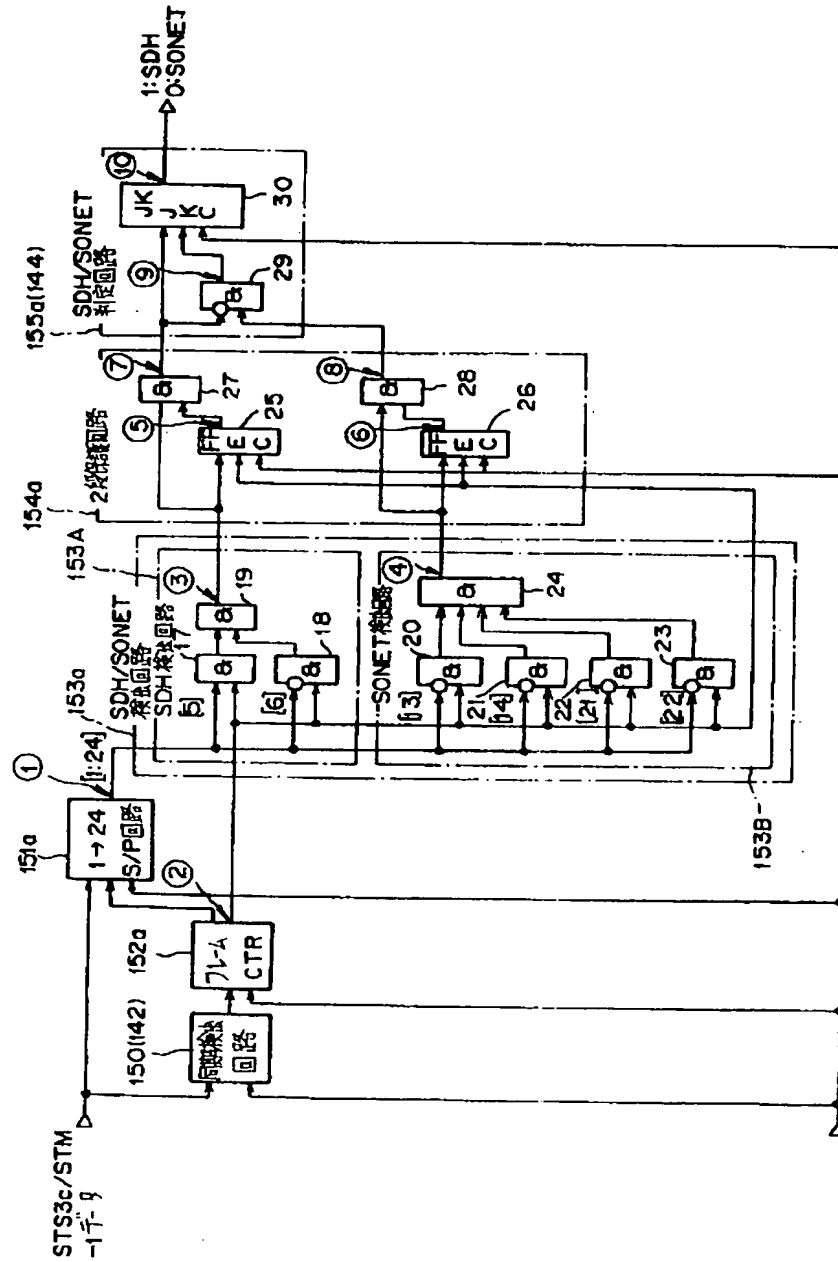 STS3c/STM
-1データ
150(142)
同期検出
回路
152a
フレーム
CTR
②
151a
1→24
S/P回路
①
[1:24]
153a
SDH/SONET
検出回路
153A
SDH検出回路
[5]
17
&
[6]
18
&
③
19
&
SONET検出回路
[13]
20
&
[14]
21
&
[21]
22
&
[22]
23
&
④
24
&
153B
154a
2段保護回路
⑤
FF
E
C
25
⑦
&
27
⑥
FF
E
C
26
⑧
&
28
155a(144)
SDH/SONET
判定回路
⑨
&
29
⑩
JK
J
K
C
30
1:SDH
0:SONET